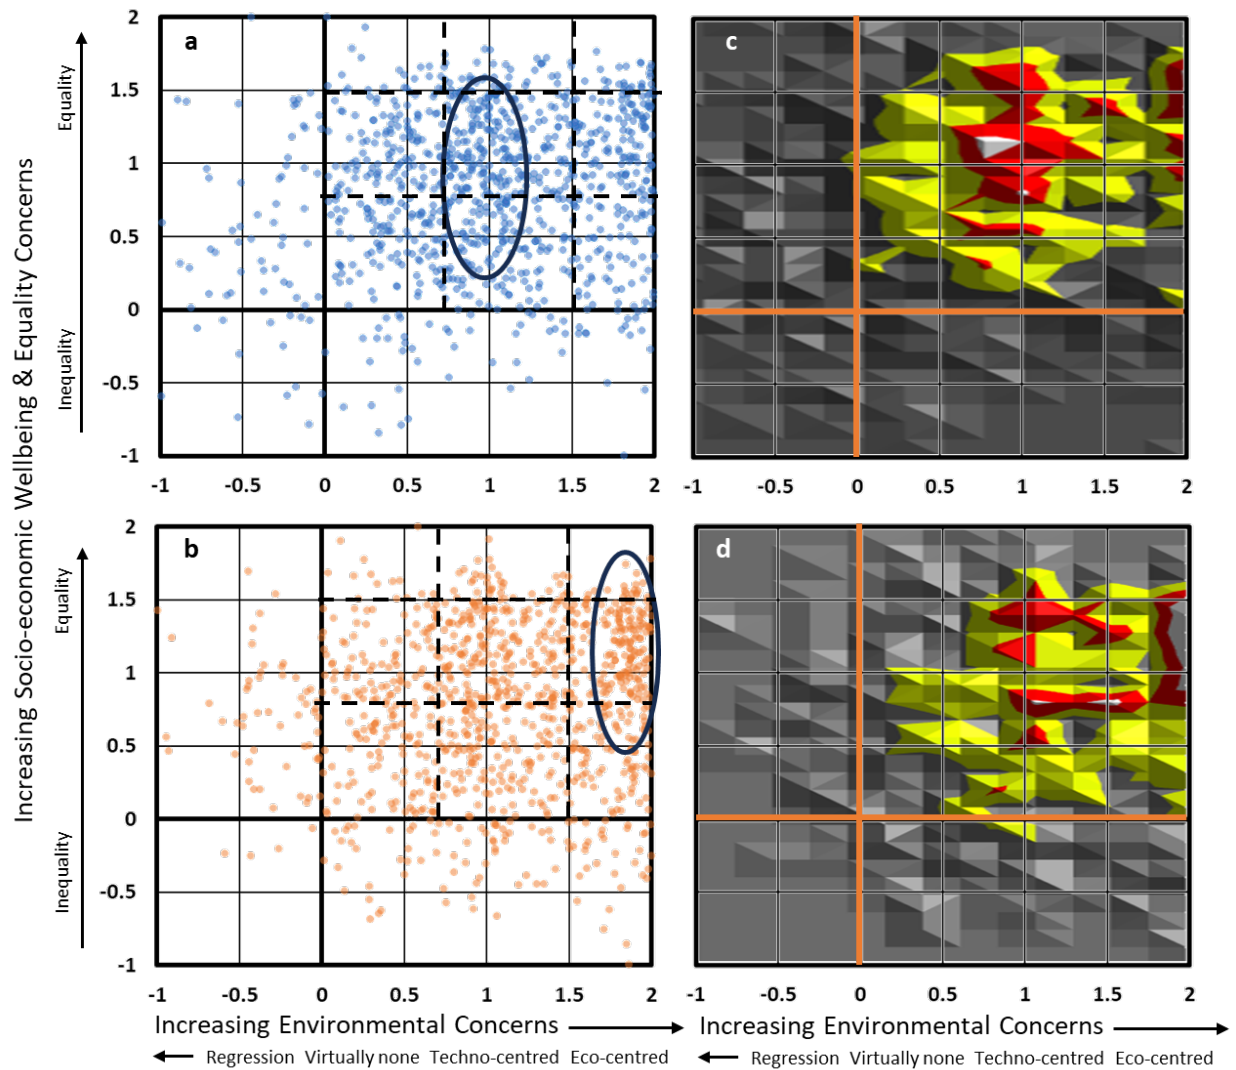 Increasing Socio-economic Wellbeing & Equality Concerns
Equality
Inequality
a
2
1.5
1
0.5
0
-0.5
-1
-1 -0.5 0 0.5 1 1.5 2
c
-1 -0.5 0 0.5 1 1.5 2
Equality
Inequality
b
2
1.5
1
0.5
0
-0.5
-1
-1 -0.5 0 0.5 1 1.5 2
d
-1 -0.5 0 0.5 1 1.5 2
Increasing Environmental Concerns
Regression Virtually none Techno-centred Eco-centred
Increasing Environmental Concerns
Regression Virtually none Techno-centred Eco-centred